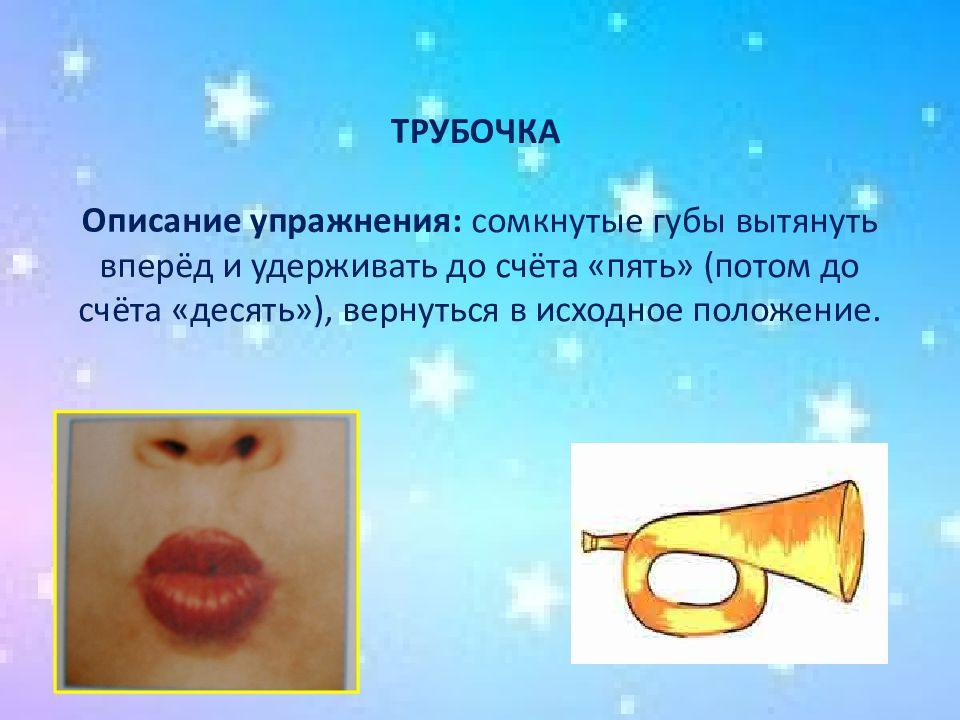 ТРУБОЧКА
Описание упражнения: сомкнутые губы вытянуть
вперёд и удерживать до счёта «пять» (потом до
счёта «десять»), вернуться в исходное положение.